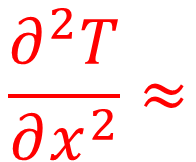 ∂²T/∂x² ≈